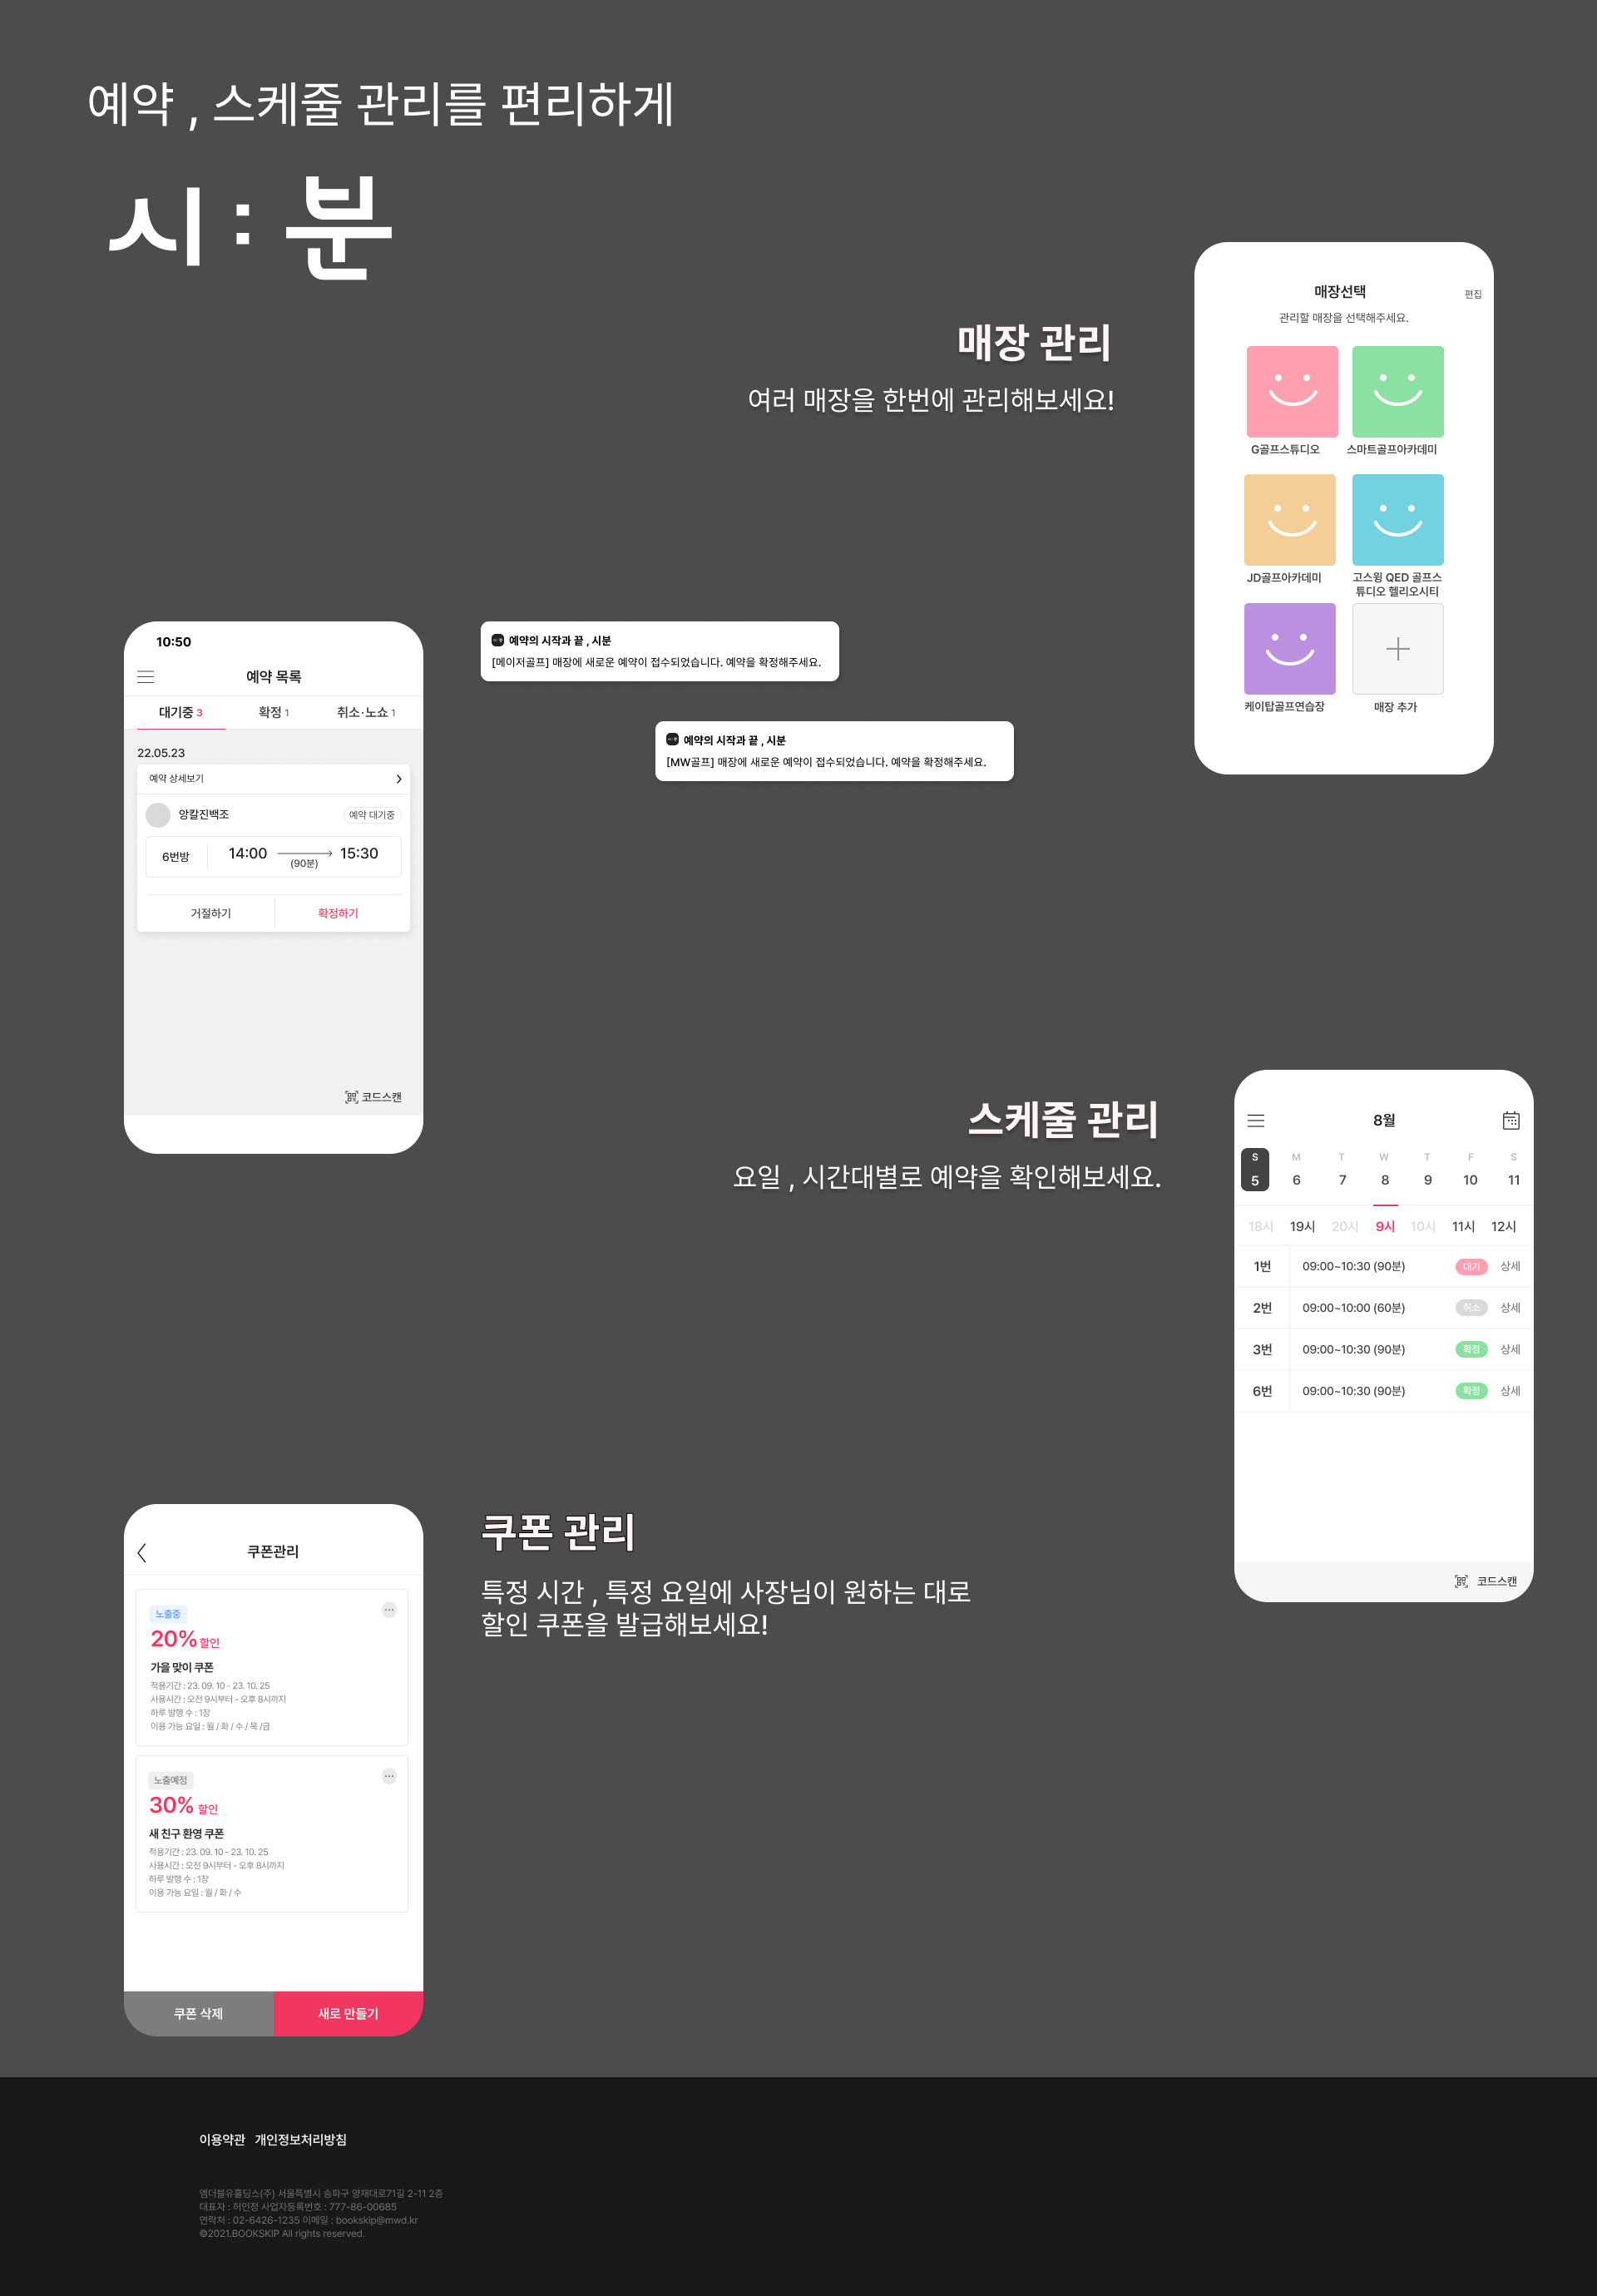 예약 , 스케줄 관리를 편리하게
시 : 분
매장 관리
여러 매장을 한번에 관리해보세요!
매장선택
편집
관리할 매장을 선택해주세요.
G골프스튜디오
스마트골프아카데미
JD골프아카데미
고스윙 QED 골프스
튜디오 헬리오시티
케이탑골프연습장
매장 추가
10:50
예약 목록
대기중 3
확정 1
취소·노쇼 1
22.05.23
예약 상세보기
앙칼진백조
예약 대기중
6번방
14:00
(90분)
15:30
거절하기
확정하기
코드스캔
예약의 시작과 끝 , 시분
[메이저골프] 매장에 새로운 예약이 접수되었습니다. 예약을 확정해주세요.
예약의 시작과 끝 , 시분
[MW골프] 매장에 새로운 예약이 접수되었습니다. 예약을 확정해주세요.
스케줄 관리
요일 , 시간대별로 예약을 확인해보세요.
8월
S M T W T F S
5 6 7 8 9 10 11
18시 19시 20시 9시 10시 11시 12시
1번 09:00~10:30 (90분) 대기 상세
2번 09:00~10:00 (60분) 취소 상세
3번 09:00~10:30 (90분) 확정 상세
6번 09:00~10:30 (90분) 확정 상세
코드스캔
쿠폰 관리
특정 시간 , 특정 요일에 사장님이 원하는 대로
할인 쿠폰을 발급해보세요!
쿠폰관리
노출중
20% 할인
가을 맞이 쿠폰
적용기간 : 23. 09. 10 - 23. 10. 25
사용시간 : 오전 9시부터 - 오후 8시까지
하루 발행 수 : 1장
이용 가능 요일 : 월 / 화 / 수 / 목 /금
노출예정
30% 할인
새 친구 환영 쿠폰
적용기간 : 23. 09. 10 - 23. 10. 25
사용시간 : 오전 9시부터 - 오후 8시까지
하루 발행 수 : 1장
이용 가능 요일 : 월 / 화 / 수
쿠폰 삭제
새로 만들기
이용약관 개인정보처리방침
엠더블유홀딩스(주) 서울특별시 송파구 양재대로71길 2-11 2층
대표자 : 허인정 사업자등록번호 : 777-86-00685
연락처 : 02-6426-1235 이메일 : bookskip@mwd.kr
©2021.BOOKSKIP All rights reserved.